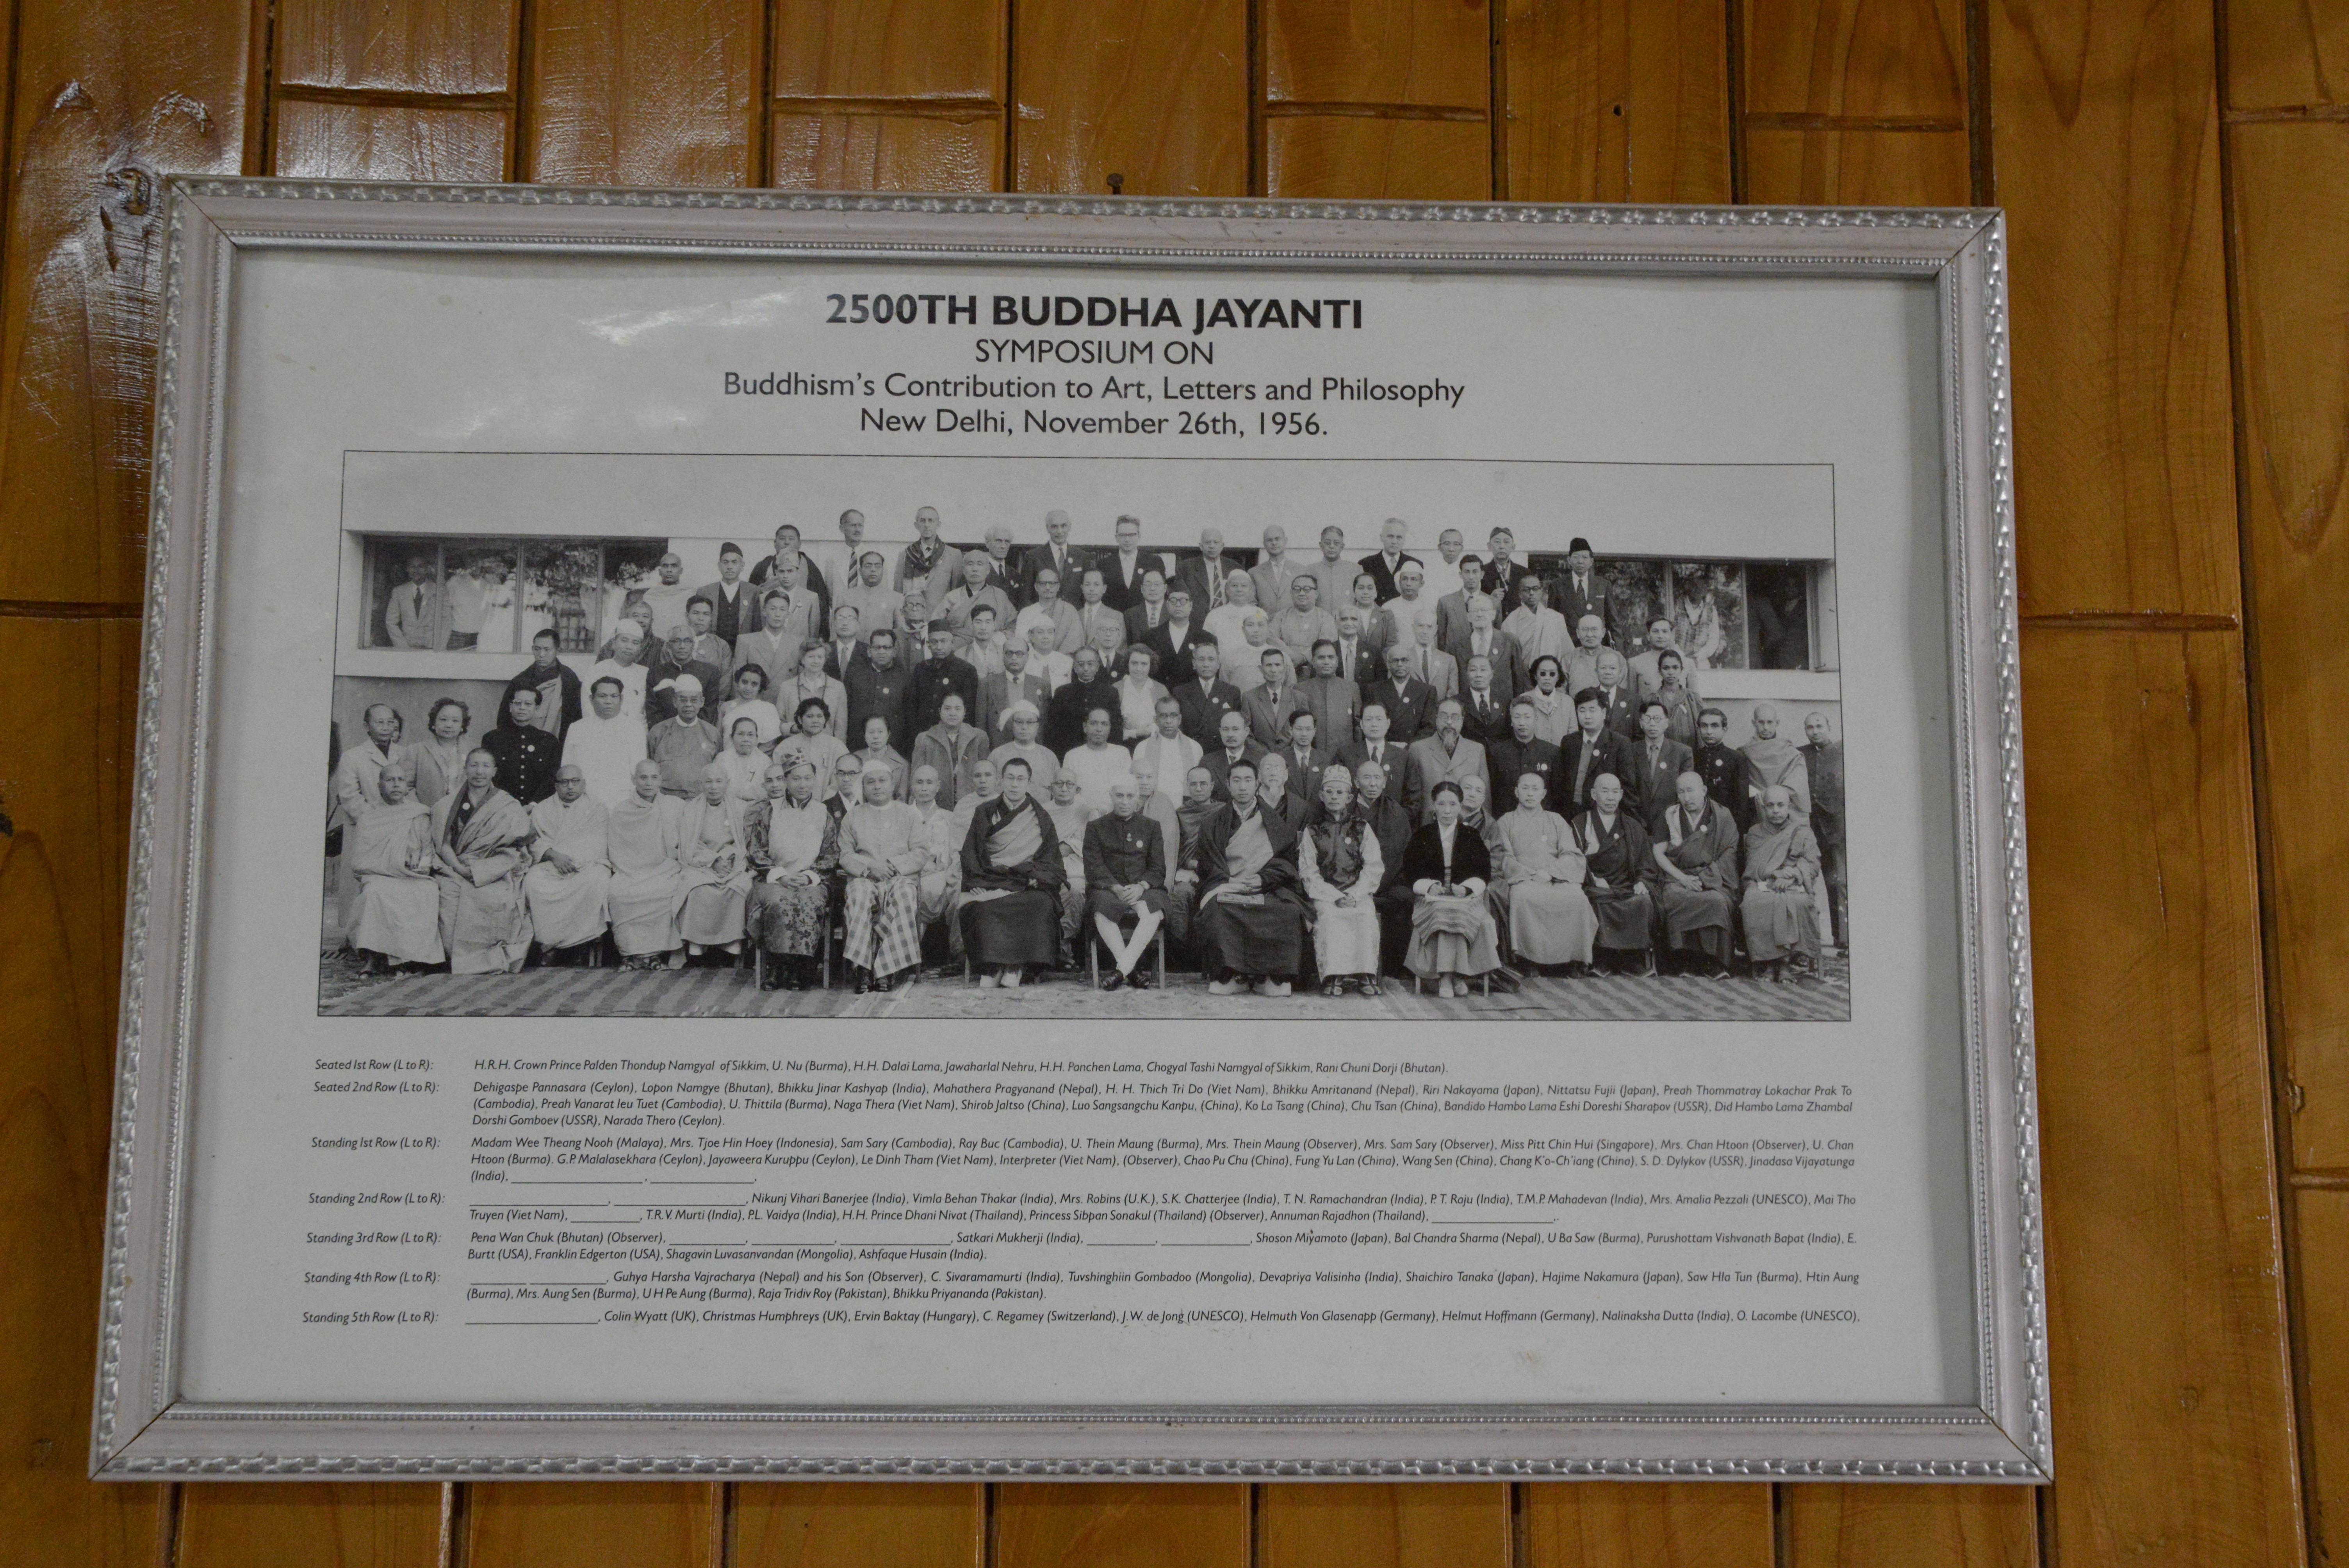 2500TH BUDDHA JAYANTI
SYMPOSIUM ON
Buddhism's Contribution to Art, Letters and Philosophy
New Delhi, November 26th, 1956.
Seated 1st Row (L to R): H.R.H. Crown Prince Palden Thondup Namgyal of Sikkim, U. Nu (Burma), H.H. Dalai Lama, Jawaharlal Nehru, H.H. Panchen Lama, Chogyal Tashi Namgyal of Sikkim, Rani Chuni Dorji (Bhutan).
Seated 2nd Row (L to R): Dehigaspe Pannasara (Ceylon), Lopon Namgye (Bhutan), Bhikku Jinar Kashyap (India), Mahathera Pragyanand (Nepal), H. H. Thich Tri Do (Viet Nam), Bhikku Amritanand (Nepal), Riri Nakayama (Japan), Nittatsu Fujii (Japan), Preah Thommatray Lokachar Prak To
(Cambodia), Preah Vanarat Ieu Tuet (Cambodia), U. Thittila (Burma), Naga Thera (Viet Nam), Shirob Jaltso (China), Luo Sangsangchu Kanpu, (China), Ko La Tsang (China), Chu Tsan (China), Bandido Hambo Lama Eshi Doreshi Sharapov (USSR), Did Hambo Lama Zhambal
Dorshi Gomboev (USSR), Narada Thero (Ceylon).
Standing 1st Row (L to R): Madam Wee Theang Nooh (Malaya), Mrs. Tjoe Hin Hoey (Indonesia), Sam Sary (Cambodia), Ray Buc (Cambodia), U. Thein Maung (Burma), Mrs. Thein Maung (Observer), Mrs. Sam Sary (Observer), Miss Pitt Chin Hui (Singapore), Mrs. Chan Htoon (Observer), U. Chan
Htoon (Burma). G.P. Malalasekhara (Ceylon), Jayaweera Kuruppu (Ceylon), Le Dinh Tham (Viet Nam), Interpreter (Viet Nam), (Observer), Chao Pu Chu (China), Fung Yu Lan (China), Wang Sen (China), Chang K'o-Ch'iang (China), S. D. Dylykov (USSR), Jinadasa Vijayatunga
(India), ____________________, ________________,
Standing 2nd Row (L to R): ____________________, ____________________, Nikunj Vihari Banerjee (India), Vimla Behan Thakar (India), Mrs. Robins (U.K.), S.K. Chatterjee (India), T. N. Ramachandran (India), P. T. Raju (India), T.M.P. Mahadevan (India), Mrs. Amalia Pezzali (UNESCO), Mai Tho
Truyen (Viet Nam), __________, T.R.V. Murti (India), P.L. Vaidya (India), H.H. Prince Dhani Nivat (Thailand), Princess Sibpan Sonakul (Thailand) (Observer), Annuman Rajadhon (Thailand), __________________,.
Standing 3rd Row (L to R): Pena Wan Chuk (Bhutan) (Observer), ___________, ____________, ________________, Satkari Mukherji (India), __________, _____________, Shoson Miyamoto (Japan), Bal Chandra Sharma (Nepal), U Ba Saw (Burma), Purushottam Vishvanath Bapat (India), E.
Burtt (USA), Franklin Edgerton (USA), Shagavin Luvasanvandan (Mongolia), Ashfaque Husain (India).
Standing 4th Row (L to R): ________ ___________, Guhya Harsha Vajracharya (Nepal) and his Son (Observer), C. Sivaramamurti (India), Tuvshinghiin Gombadoo (Mongolia), Devapriya Valisinha (India), Shaichiro Tanaka (Japan), Hajime Nakamura (Japan), Saw Hla Tun (Burma), Htin Aung
(Burma), Mrs. Aung Sen (Burma), U H Pe Aung (Burma), Raja Tridiv Roy (Pakistan), Bhikku Priyananda (Pakistan).
Standing 5th Row (L to R): ____________________, Colin Wyatt (UK), Christmas Humphreys (UK), Ervin Baktay (Hungary), C. Regamey (Switzerland), J.W. de Jong (UNESCO), Helmuth Von Glasenapp (Germany), Helmut Hoffmann (Germany), Nalinaksha Dutta (India), O. Lacombe (UNESCO),